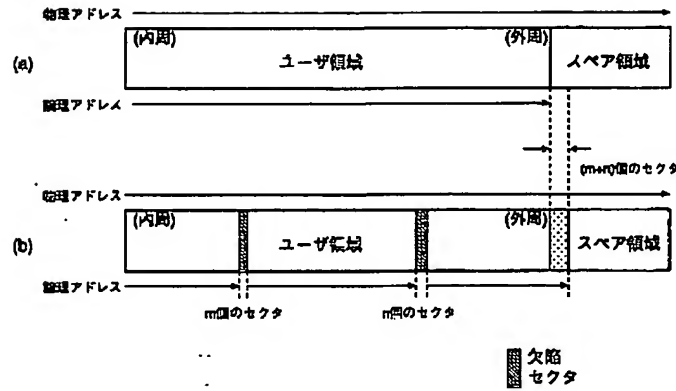 物理アドレス
(a)
(内周)
ユーザ領域
(外周)
スペア領域
論理アドレス
(m+n)個のセクタ
物理アドレス
(b)
(内周)
ユーザ領域
(外周)
スペア領域
論理アドレス
m個のセクタ
n個のセクタ
欠陥
セクタ